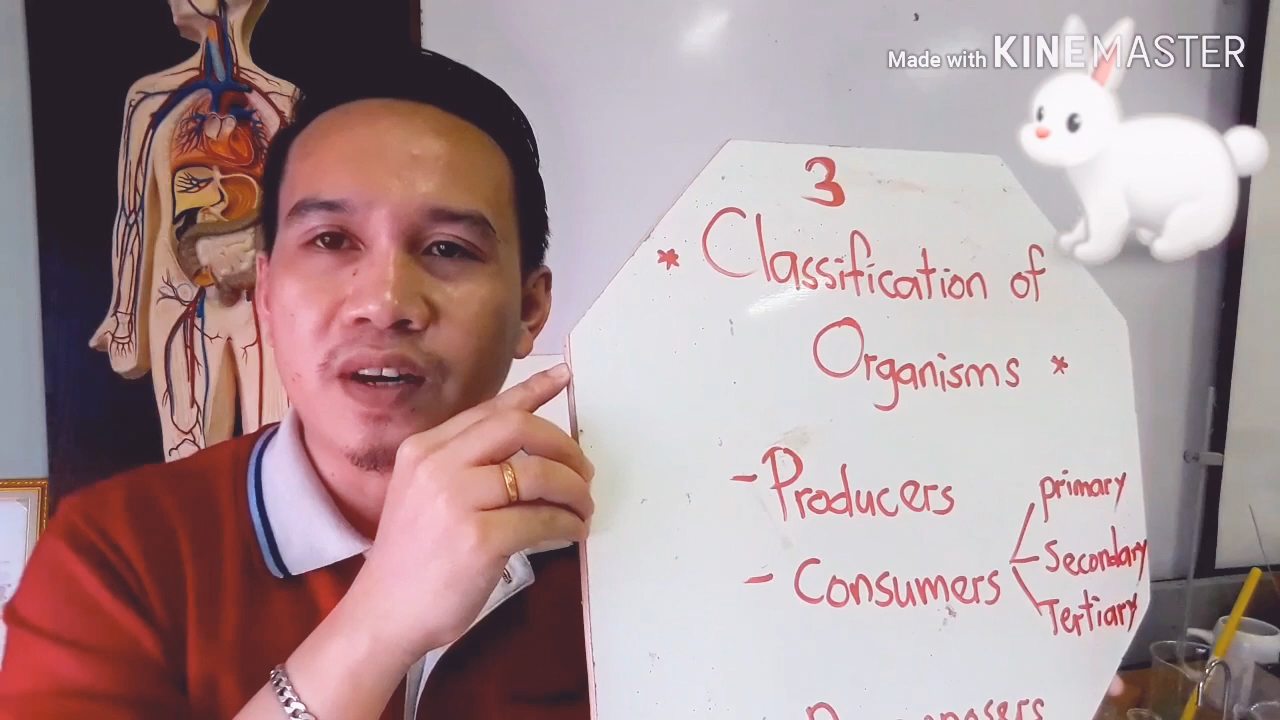 Made with KINEMASTER
3
* Classification of
Organisms *
- Producers
- Consumers
primary
Secondary
Tertiary